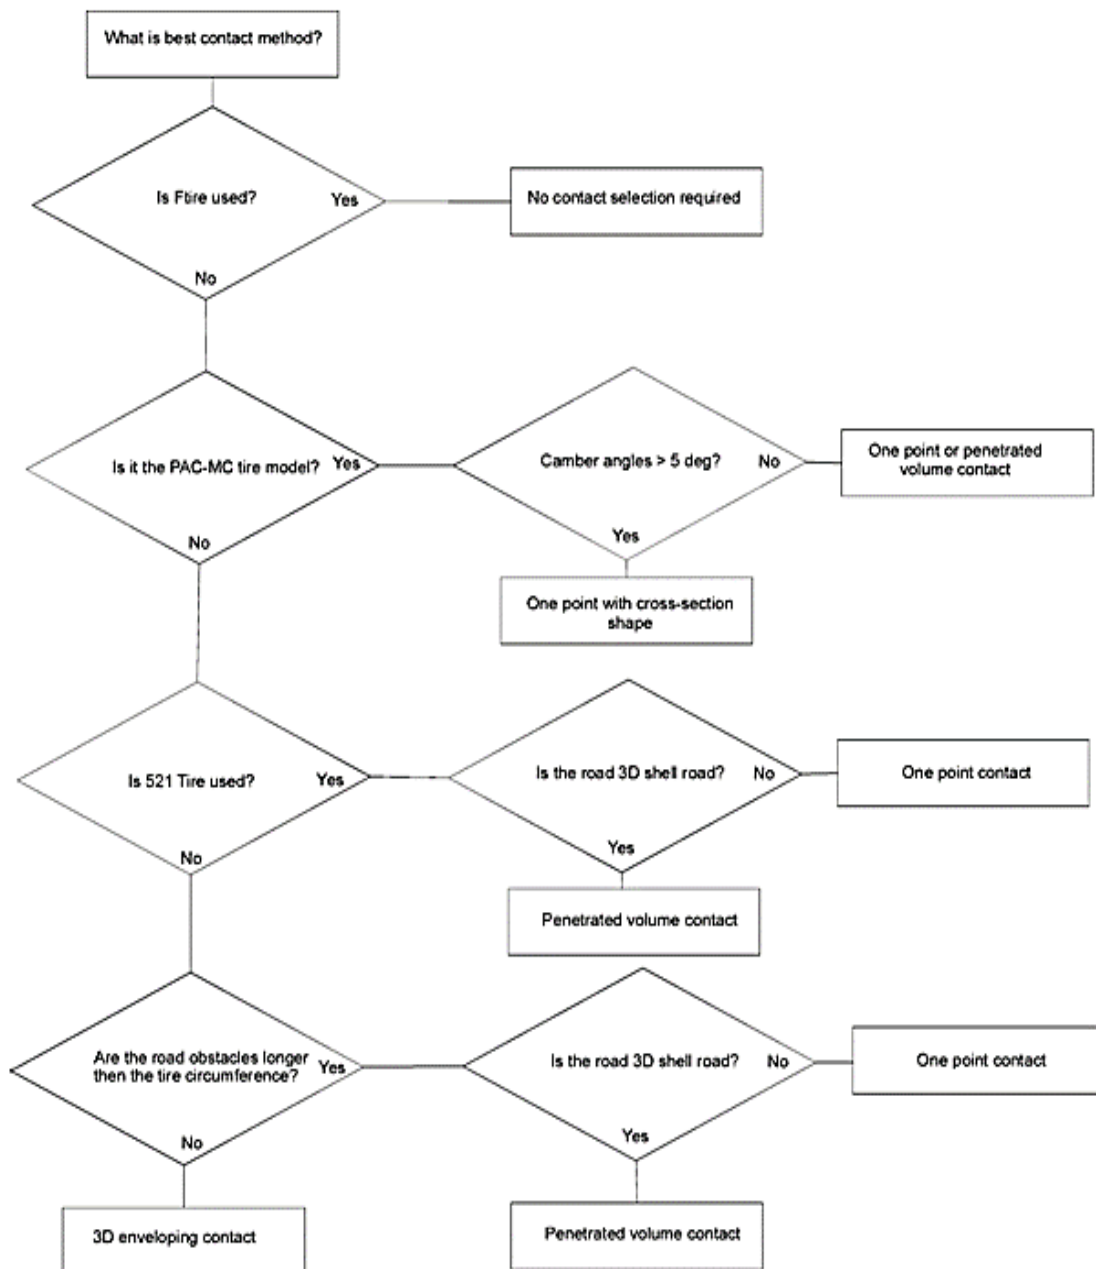 What is best contact method?
Is Ftire used?
Yes
No contact selection required
No
Is it the PAC-MC tire model?
Yes
Camber angles > 5 deg?
No
One point or penetrated
volume contact
No
Yes
One point with cross-section
shape
Is 521 Tire used?
Yes
Is the road 3D shell road?
No
One point contact
No
Yes
Penetrated volume contact
Are the road obstacles longer
then the tire circumference?
Yes
Is the road 3D shell road?
No
One point contact
No
Yes
3D enveloping contact
Penetrated volume contact